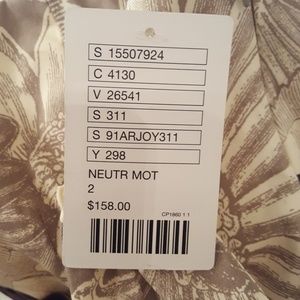 S 15507924
C 4130
V 26541
S 311
S 91ARJOY311
Y 298
NEUTR MOT
2
$158.00
CP1860 1 1